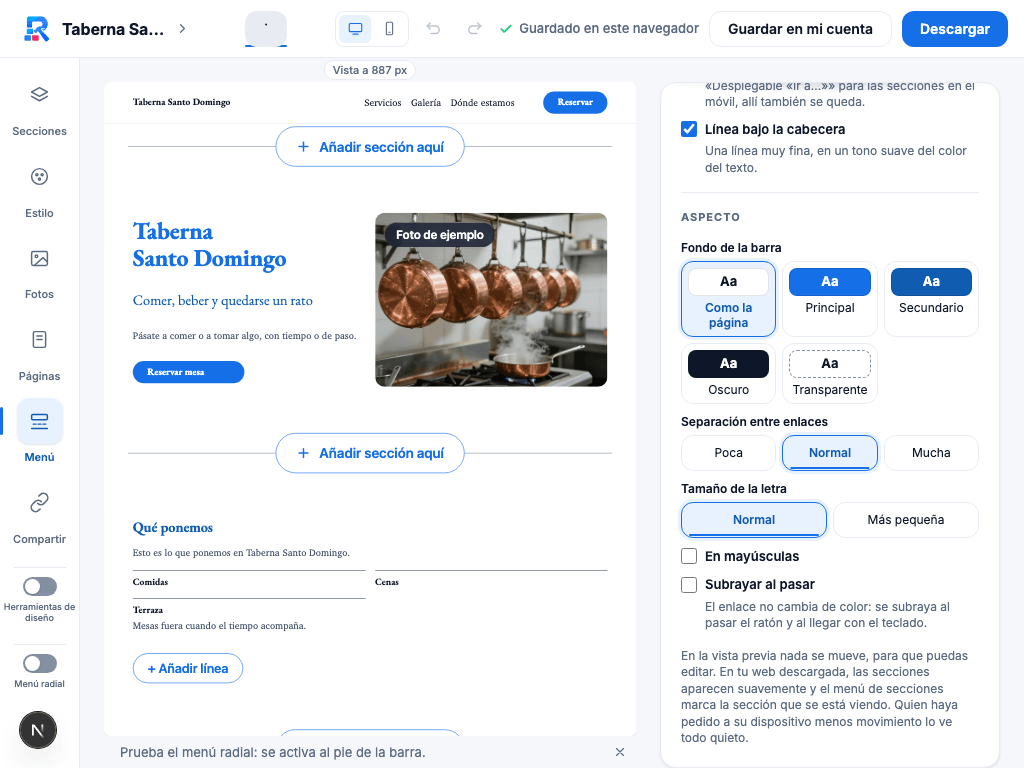 Taberna Sa...
Guardado en este navegador
Guardar en mi cuenta
Descargar
Vista a 887 px
Secciones
Estilo
Fotos
Páginas
Menú
Compartir
Herramientas de
diseño
Menú radial
N
Taberna Santo Domingo
Servicios
Galería
Dónde estamos
Reservar
+ Añadir sección aquí
Taberna
Santo Domingo
Comer, beber y quedarse un rato
Pásate a comer o a tomar algo, con tiempo o de paso.
Reservar mesa
Foto de ejemplo
+ Añadir sección aquí
Qué ponemos
Esto es lo que ponemos en Taberna Santo Domingo.
Comidas
Cenas
Terraza
Mesas fuera cuando el tiempo acompaña.
+ Añadir línea
Prueba el menú radial: se activa al pie de la barra.
«Desplegable «Ir a...»» para las secciones en el
móvil, allí también se queda.
Línea bajo la cabecera
Una línea muy fina, en un tono suave del color
del texto.
ASPECTO
Fondo de la barra
Aa
Como la
página
Aa
Principal
Aa
Secundario
Aa
Oscuro
Aa
Transparente
Separación entre enlaces
Poca
Normal
Mucha
Tamaño de la letra
Normal
Más pequeña
En mayúsculas
Subrayar al pasar
El enlace no cambia de color: se subraya al
pasar el ratón y al llegar con el teclado.
En la vista previa nada se mueve, para que puedas
editar. En tu web descargada, las secciones
aparecen suavemente y el menú de secciones
marca la sección que se está viendo. Quien haya
pedido a su dispositivo menos movimiento lo ve
todo quieto.